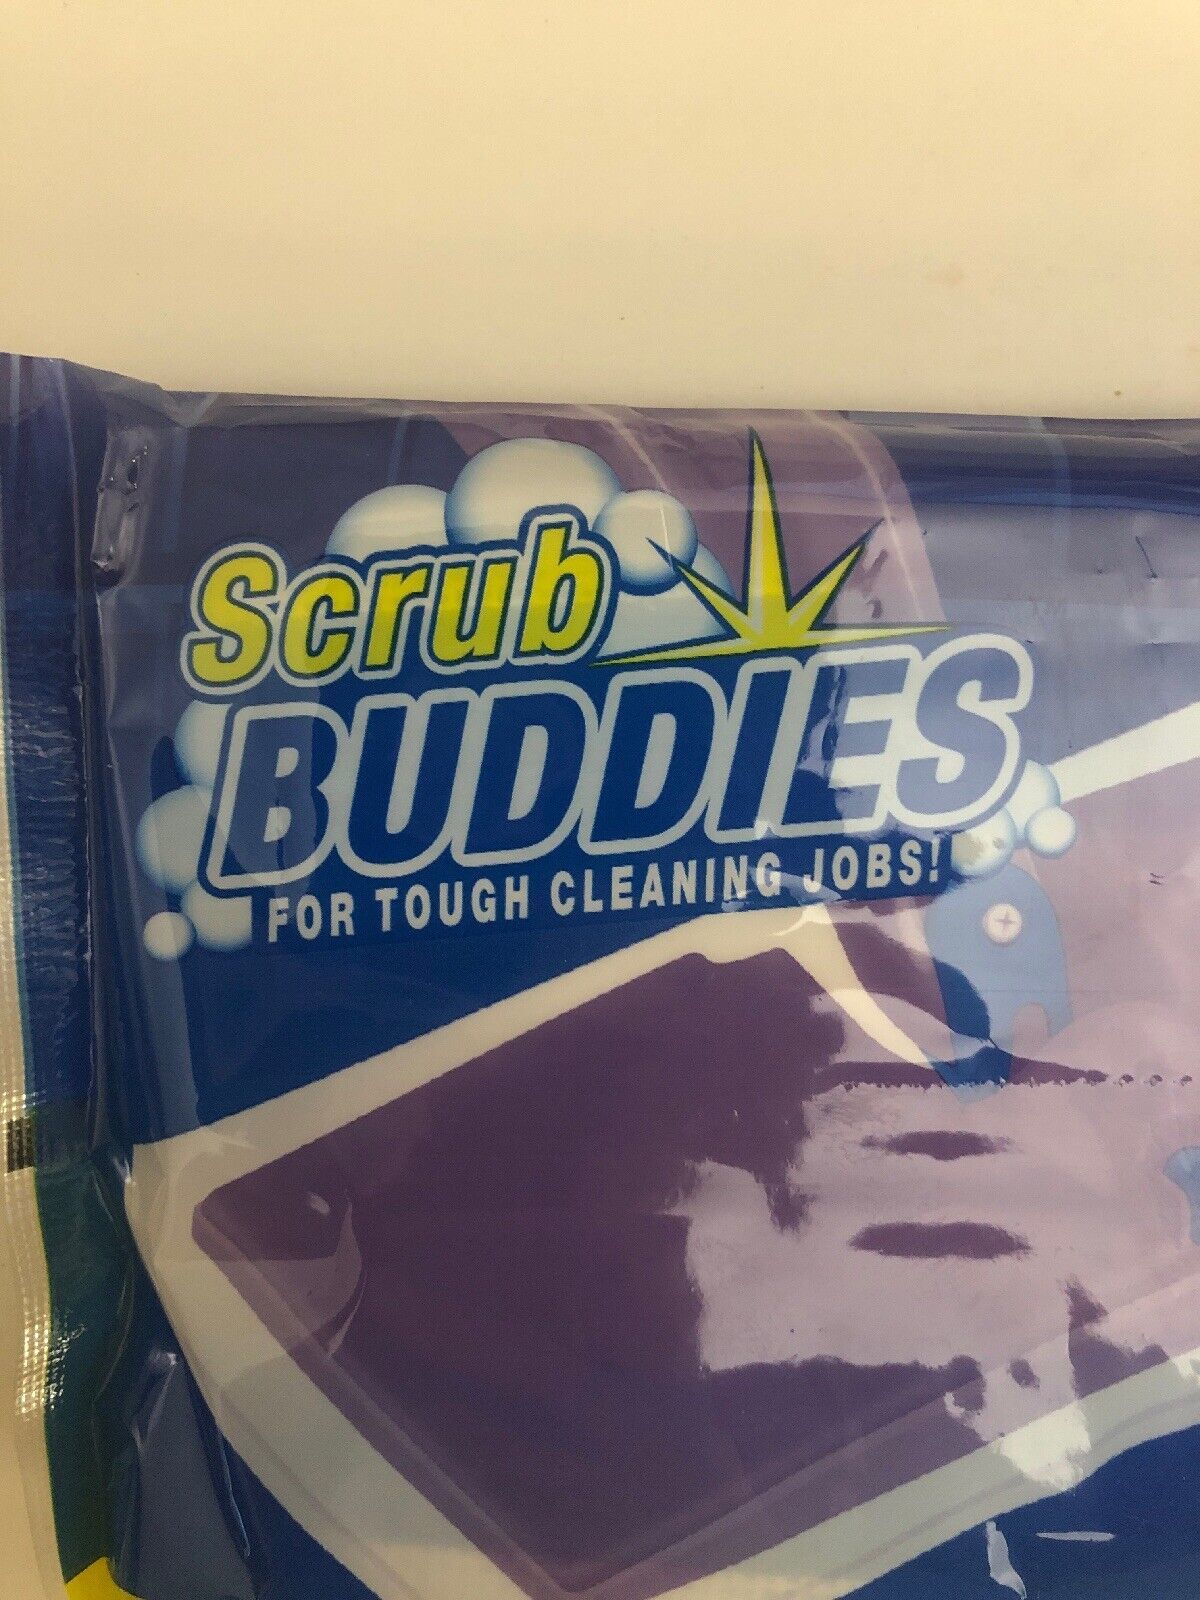 Scrub
BUDDIES
FOR TOUGH CLEANING JOBS!